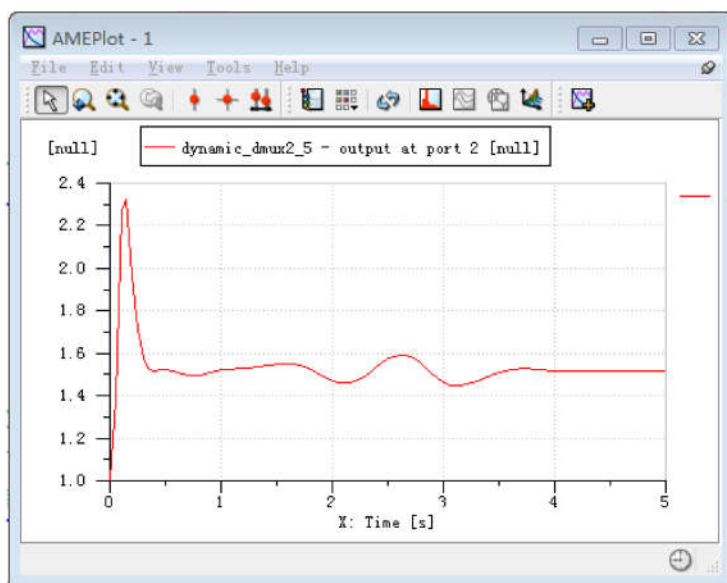 AMEPlot - 1
File Edit View Tools Help
[null]
dynamic_dmux2_5 - output at port 2 [null]
2.4
2.2
2.0
1.8
1.6
1.4
1.2
1.0
0 1 2 3 4 5
X: Time [s]